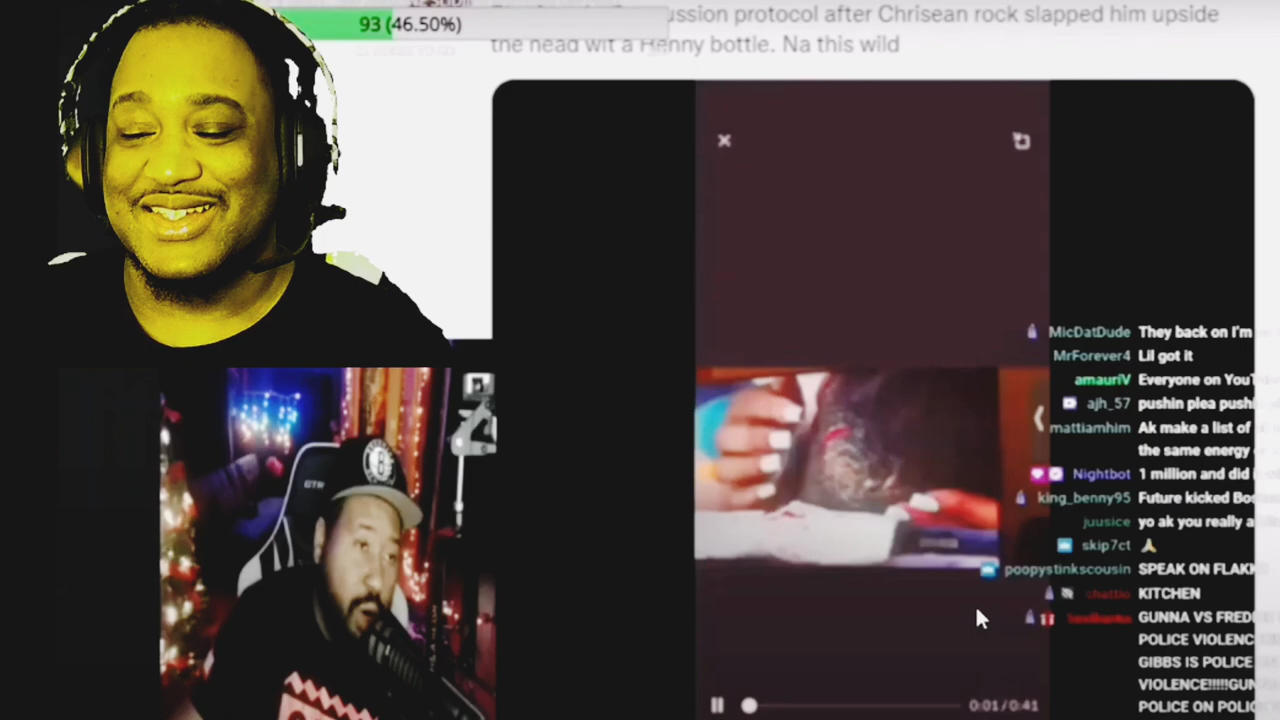 93 (46.50%)
ussion protocol after Chrisean rock slapped him upside
the head wit a Henny bottle. Na this wild
MicDatDude They back on I'm
MrForever4 Lil got it
amauriV Everyone on YouT
ajh_57 pushin plea push
mattiamhim Ak make a list of
the same energy
Nightbot 1 million and did
king_benny95 Future kicked Bos
juusice yo ak you really a
skip7ct 🙏
poopystinkscousin SPEAK ON FLAKK
KITCHEN
GUNNA VS FRED
POLICE VIOLENC
GIBBS IS POLICE
VIOLENCE!!!!!GUN
POLICE ON POLIC
0:01/0:41